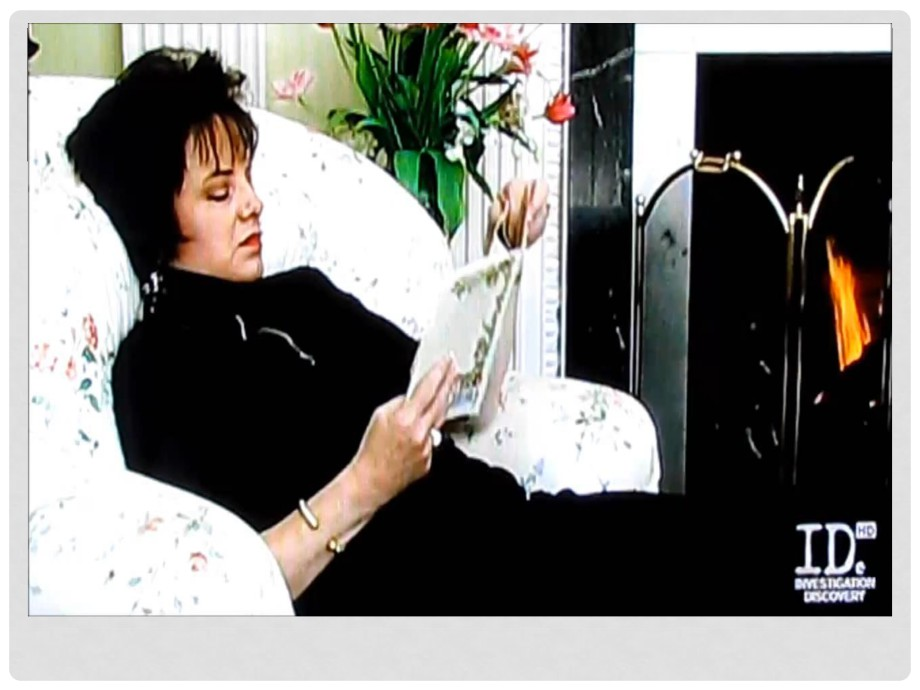 ID.
HD
INVESTIGATION
DISCOVERY